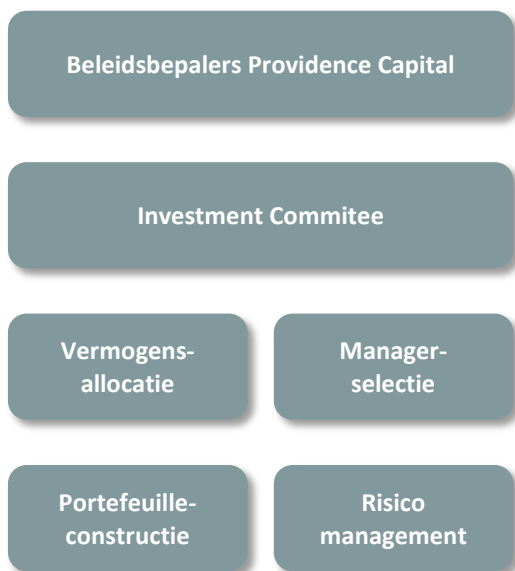 Beleidsbepalers Providence Capital
Investment Commitee
Vermogens-
allocatie
Manager-
selectie
Portefeuille-
constructie
Risico
management